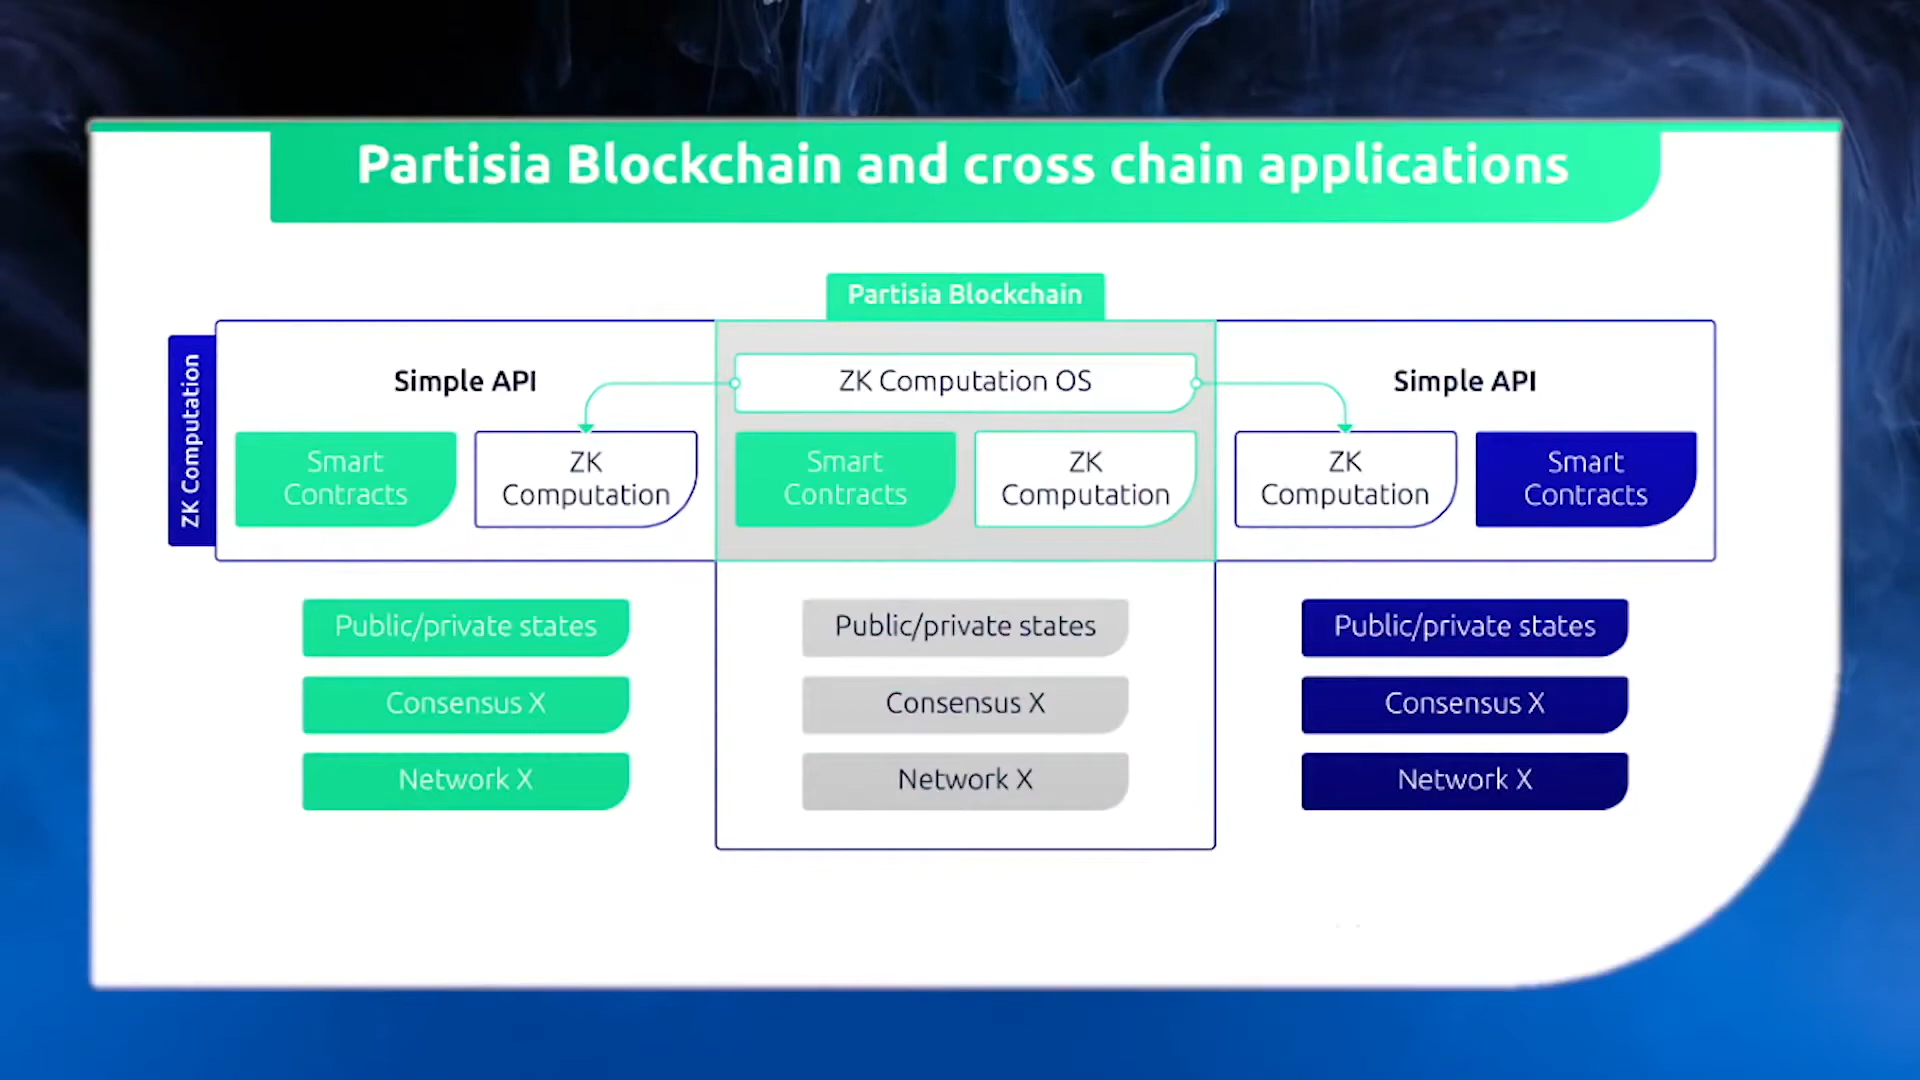 Partisia Blockchain and cross chain applications
Partisia Blockchain
ZK Computation
Simple API
ZK Computation OS
Simple API
Smart
Contracts
ZK
Computation
Smart
Contracts
ZK
Computation
ZK
Computation
Smart
Contracts
Public/private states
Public/private states
Public/private states
Consensus X
Consensus X
Consensus X
Network X
Network X
Network X